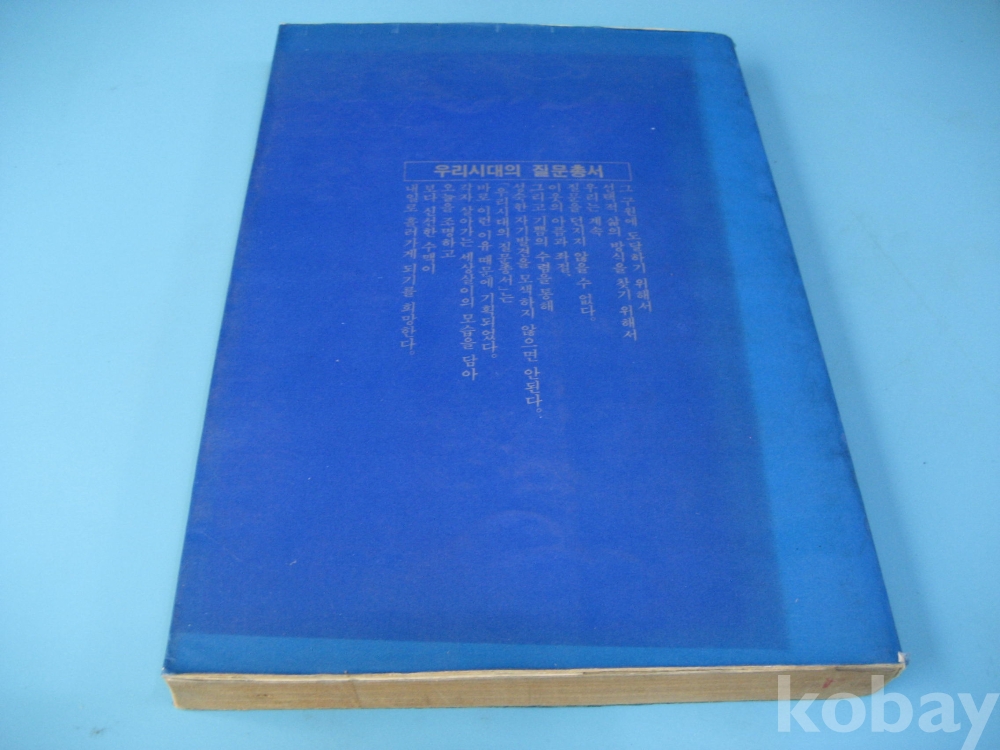 우리시대의 질문총서
그 구원에 도달하기 위해서
선택적 삶의 방식을 찾기 위해서
우리는 계속
질문을 던지지 않을 수 없다.
이웃의 아픔과 좌절,
그리고 기쁨의 수렴을 통해
성숙한 자기발견을 모색하지 않으면 안된다.
「우리시대의 질문총서」는
바로 이런 이유 때문에 기획되었다.
각자 살아가는 세상살이의 모습을 담아
오늘을 조명하고
보다 신선한 수맥이
내일로 흘러가게 되기를 희망한다.
kobay